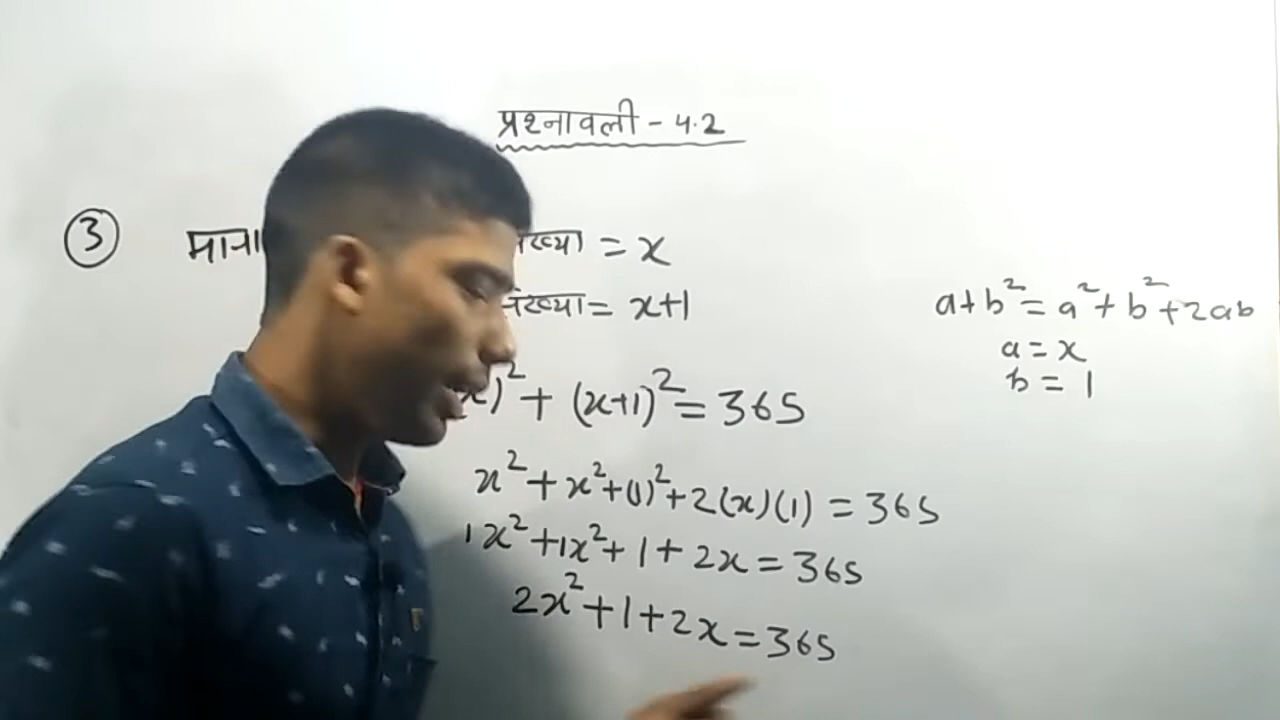 प्रश्नावली - 4.2
③ माना = x
= x+1
a+b² = a²+b²+2ab
a = x
b = 1
x)² + (x+1)² = 365
x² + x² + (1)² + 2(x)(1) = 365
1x² + 1x² + 1 + 2x = 365
2x² + 1 + 2x = 365